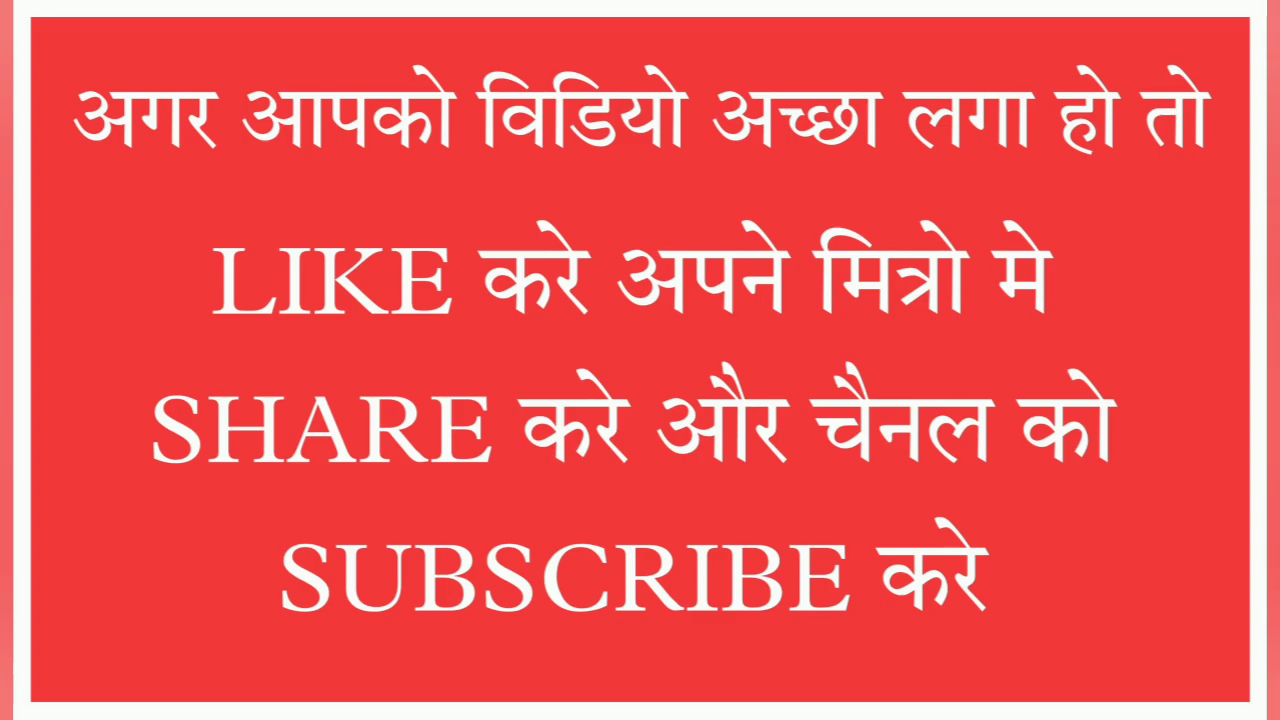 अगर आपको विडियो अच्छा लगा हो तो
LIKE करे अपने मित्रो मे
SHARE करे और चैनल को
SUBSCRIBE करे